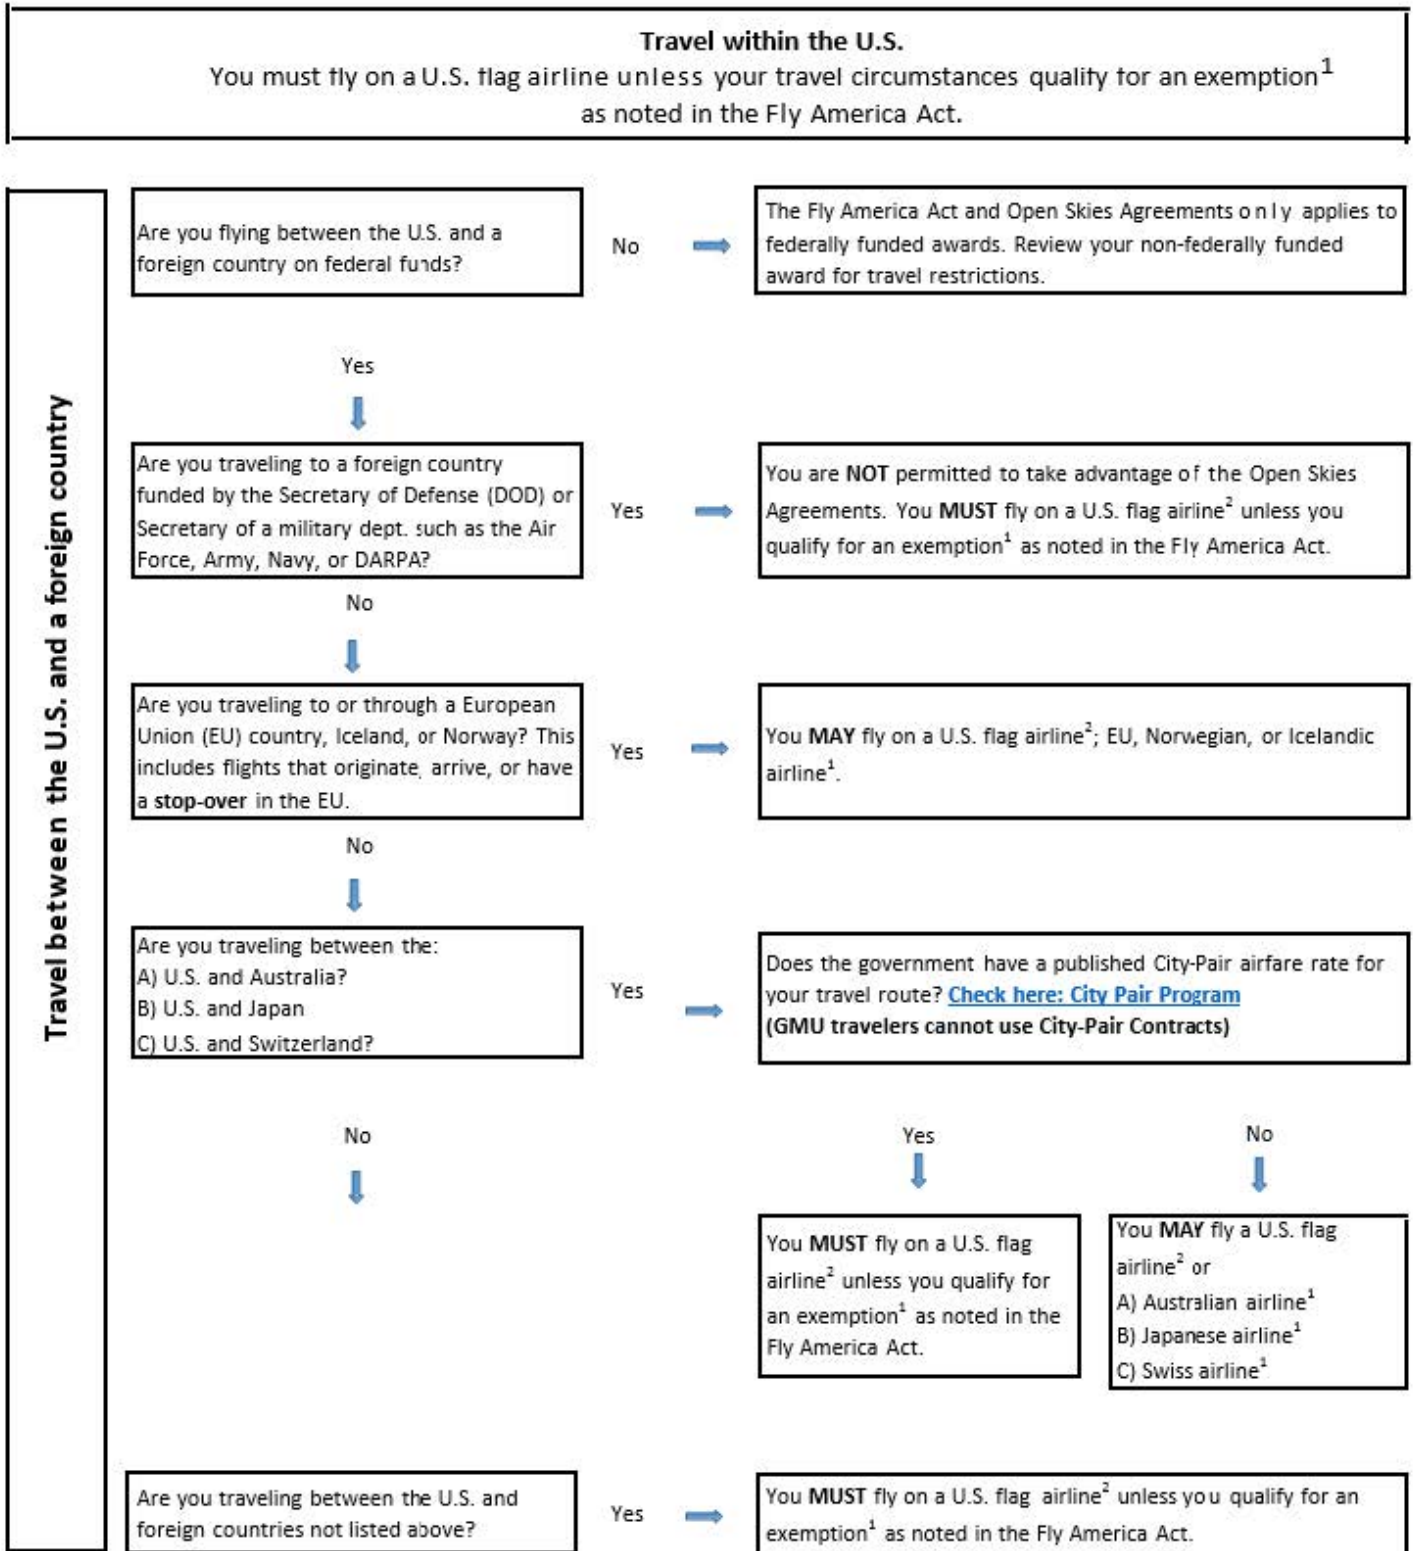 Travel within the U.S.
You must fly on a U.S. flag airline unless your travel circumstances qualify for an exemption1
as noted in the Fly America Act.
Travel between the U.S. and a foreign country
Are you flying between the U.S. and a
foreign country on federal funds?
No
The Fly America Act and Open Skies Agreements only applies to
federally funded awards. Review your non-federally funded
award for travel restrictions.
Yes
Are you traveling to a foreign country
funded by the Secretary of Defense (DOD) or
Secretary of a military dept. such as the Air
Force, Army, Navy, or DARPA?
Yes
You are NOT permitted to take advantage of the Open Skies
Agreements. You MUST fly on a U.S. flag airline2 unless you
qualify for an exemption1 as noted in the Fly America Act.
No
Are you traveling to or through a European
Union (EU) country, Iceland, or Norway? This
includes flights that originate, arrive, or have
a stop-over in the EU.
Yes
You MAY fly on a U.S. flag airline2; EU, Norwegian, or Icelandic
airline1.
No
Are you traveling between the:
A) U.S. and Australia?
B) U.S. and Japan
C) U.S. and Switzerland?
Yes
Does the government have a published City-Pair airfare rate for
your travel route? Check here: City Pair Program
(GMU travelers cannot use City-Pair Contracts)
No
Yes
No
You MUST fly on a U.S. flag
airline2 unless you qualify for
an exemption1 as noted in the
Fly America Act.
You MAY fly a U.S. flag
airline2 or
A) Australian airline1
B) Japanese airline1
C) Swiss airline1
Are you traveling between the U.S. and
foreign countries not listed above?
Yes
You MUST fly on a U.S. flag airline2 unless you qualify for an
exemption1 as noted in the Fly America Act.